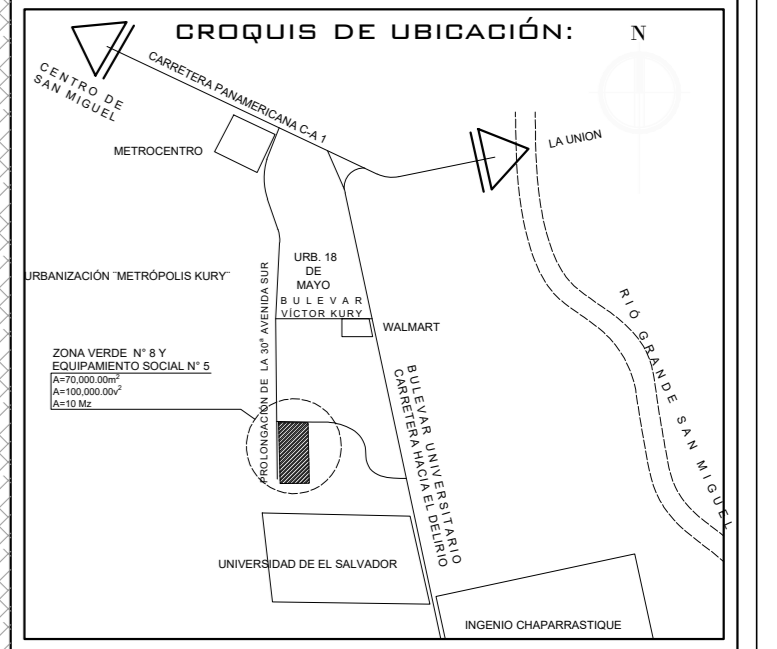 CROQUIS DE UBICACIÓN:
N
CENTRO DE
SAN MIGUEL
CARRETERA PANAMERICANA C-A 1
METROCENTRO
LA UNION
URBANIZACIÓN ¨METRÓPOLIS KURY¨
URB. 18
DE
MAYO
BULEVAR
VÍCTOR KURY
WALMART
PROLONGACIÓN DE LA 30ª AVENIDA SUR
RIÓ GRANDE SAN MIGUEL
ZONA VERDE N° 8 Y
EQUIPAMIENTO SOCIAL N° 5
A=70,000.00m²
A=100,000.00v²
A=10 Mz
BULEVAR UNIVERSITARIO
CARRETERA HACIA EL DELIRIO
UNIVERSIDAD DE EL SALVADOR
INGENIO CHAPARRASTIQUE